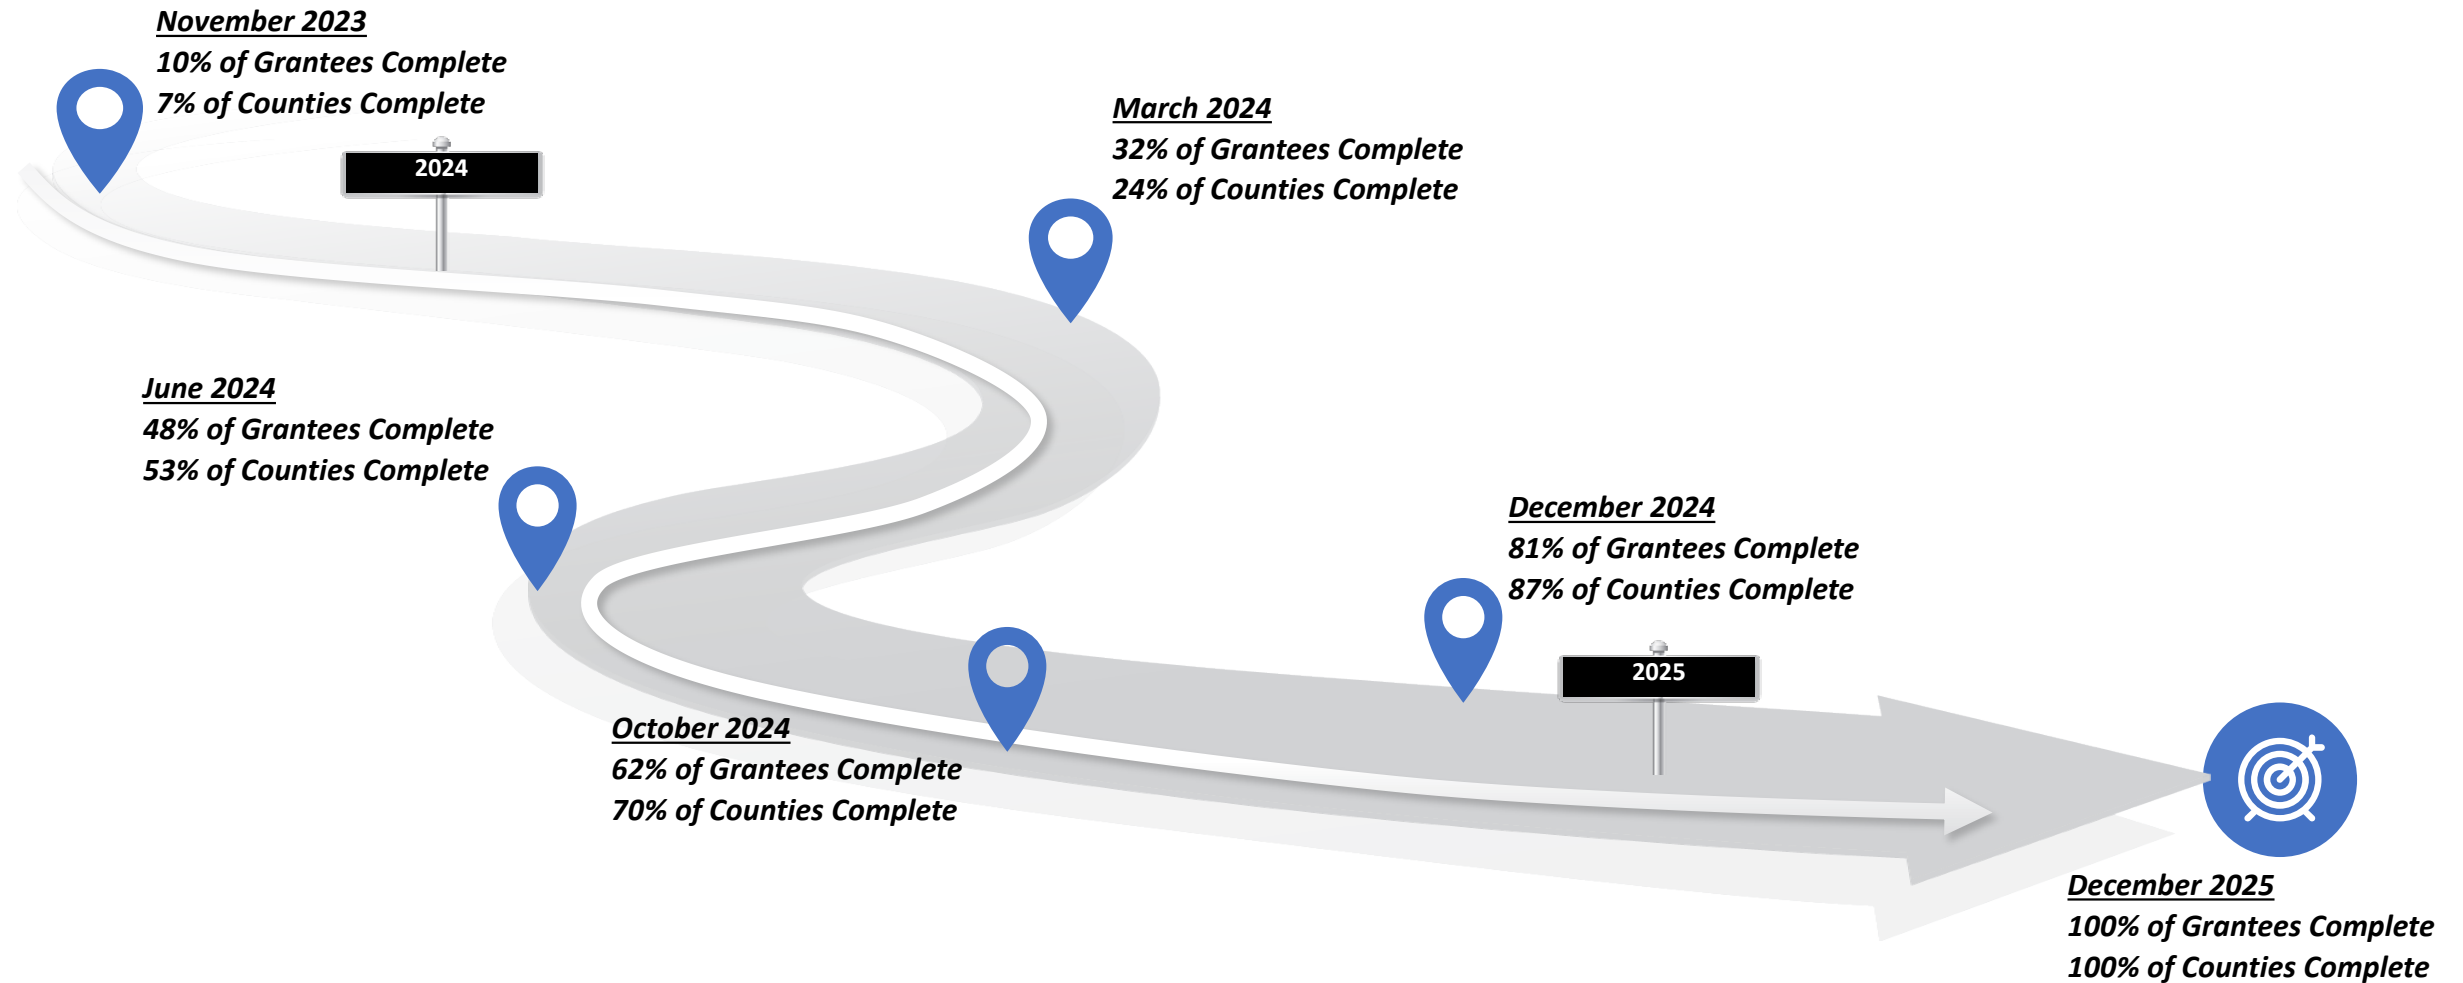 November 2023
10% of Grantees Complete
7% of Counties Complete
2024
March 2024
32% of Grantees Complete
24% of Counties Complete
June 2024
48% of Grantees Complete
53% of Counties Complete
October 2024
62% of Grantees Complete
70% of Counties Complete
December 2024
81% of Grantees Complete
87% of Counties Complete
2025
December 2025
100% of Grantees Complete
100% of Counties Complete